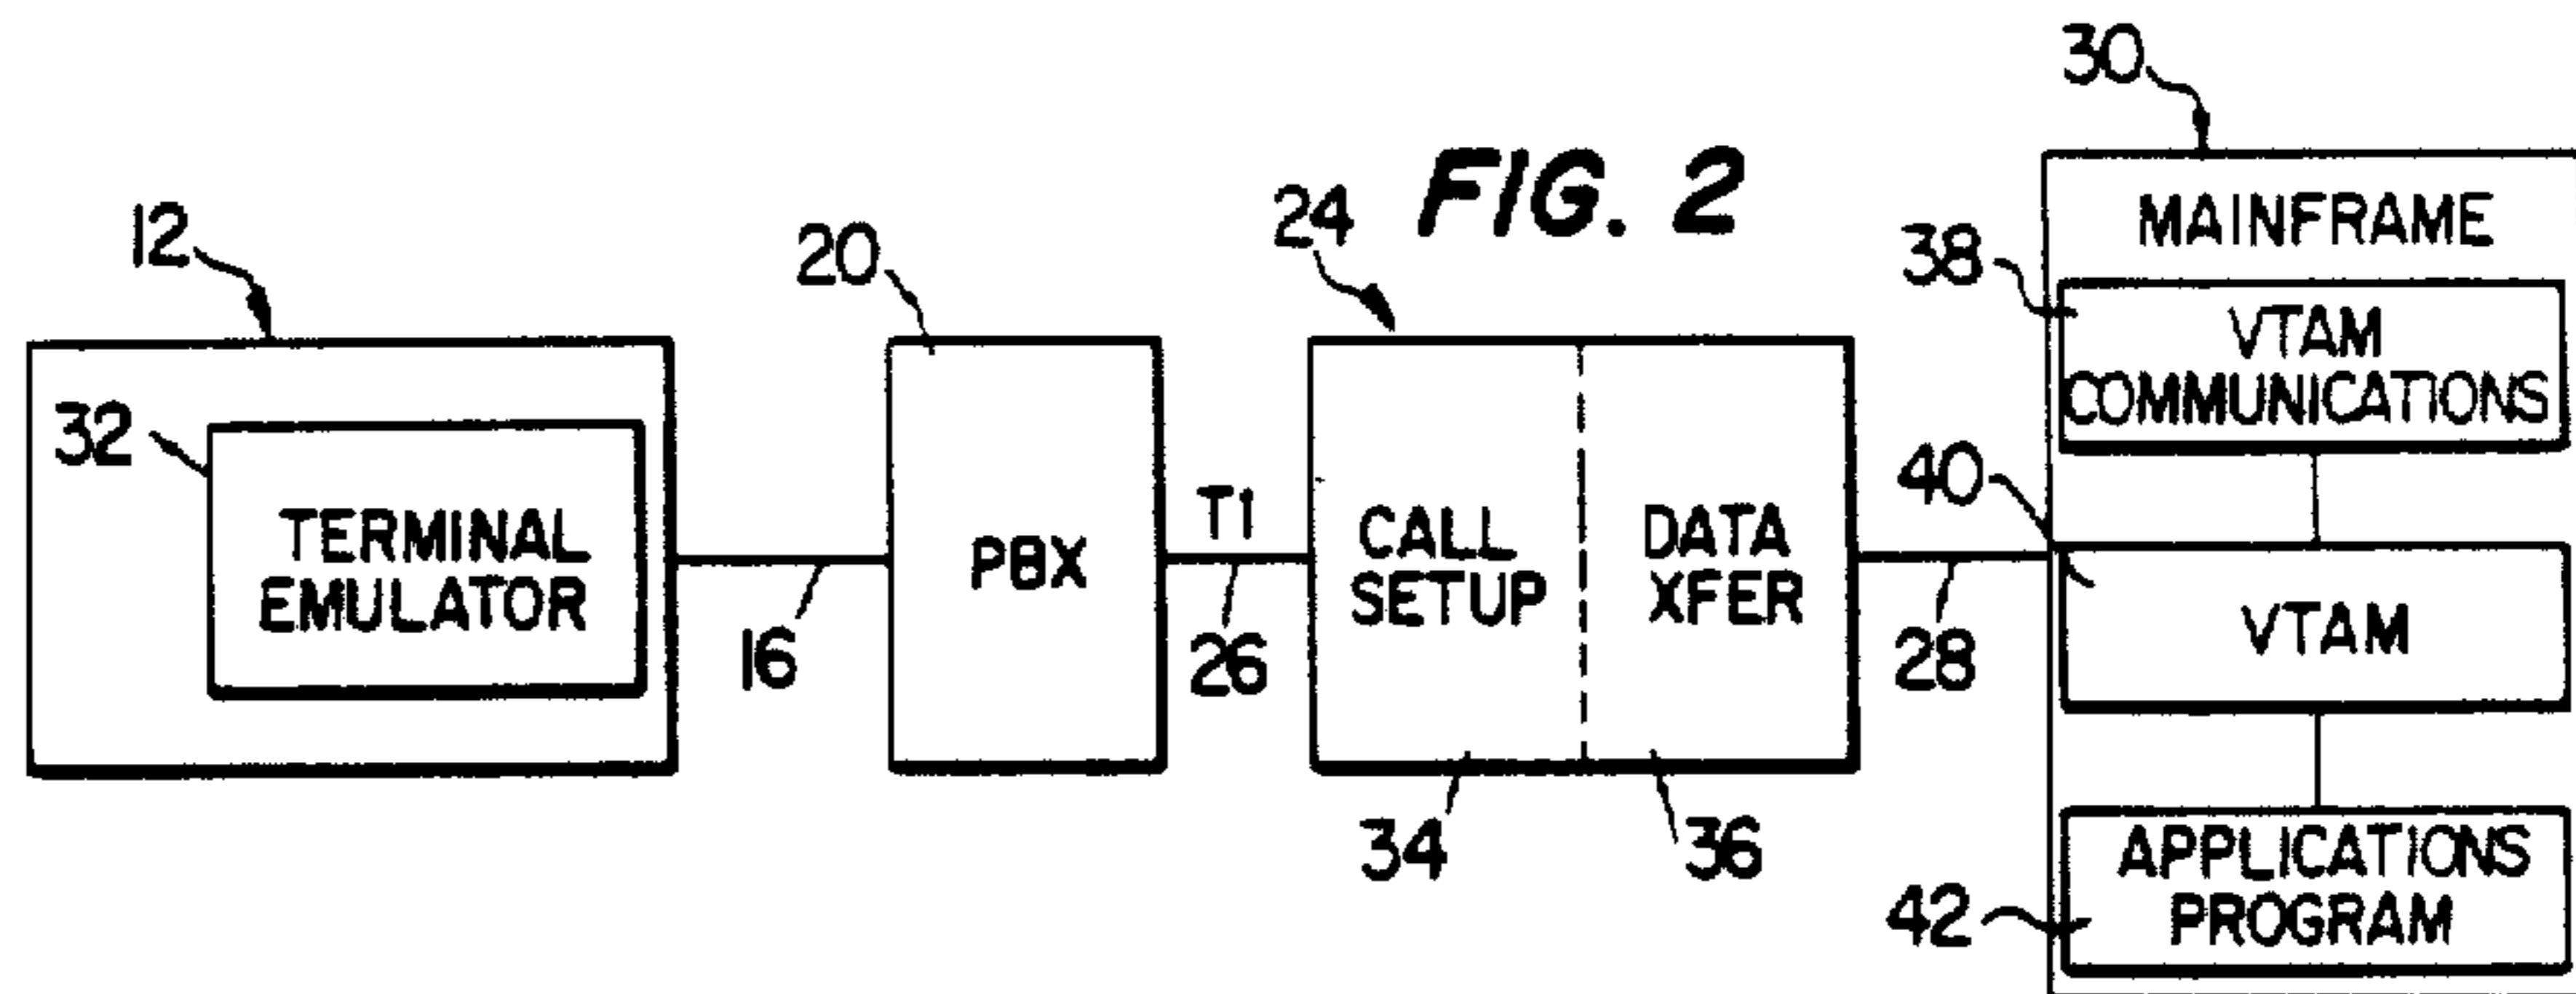 FIG. 2
12
32
TERMINAL
EMULATOR
16
20
PBX
T1
26
24
CALL
SETUP
DATA
XFER
34
36
28
30
MAINFRAME
38
VTAM
COMMUNICATIONS
40
VTAM
42
APPLICATIONS
PROGRAM